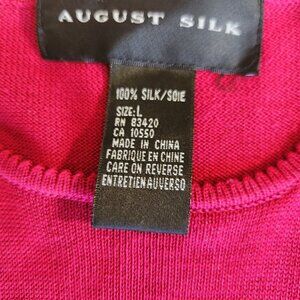 AUGUST SILK
100% SILK/SOIE
SIZE: L
RN 83420
CA 10550
MADE IN CHINA
FABRIQUE EN CHINE
CARE ON REVERSE
ENTRETIEN AU VERSO